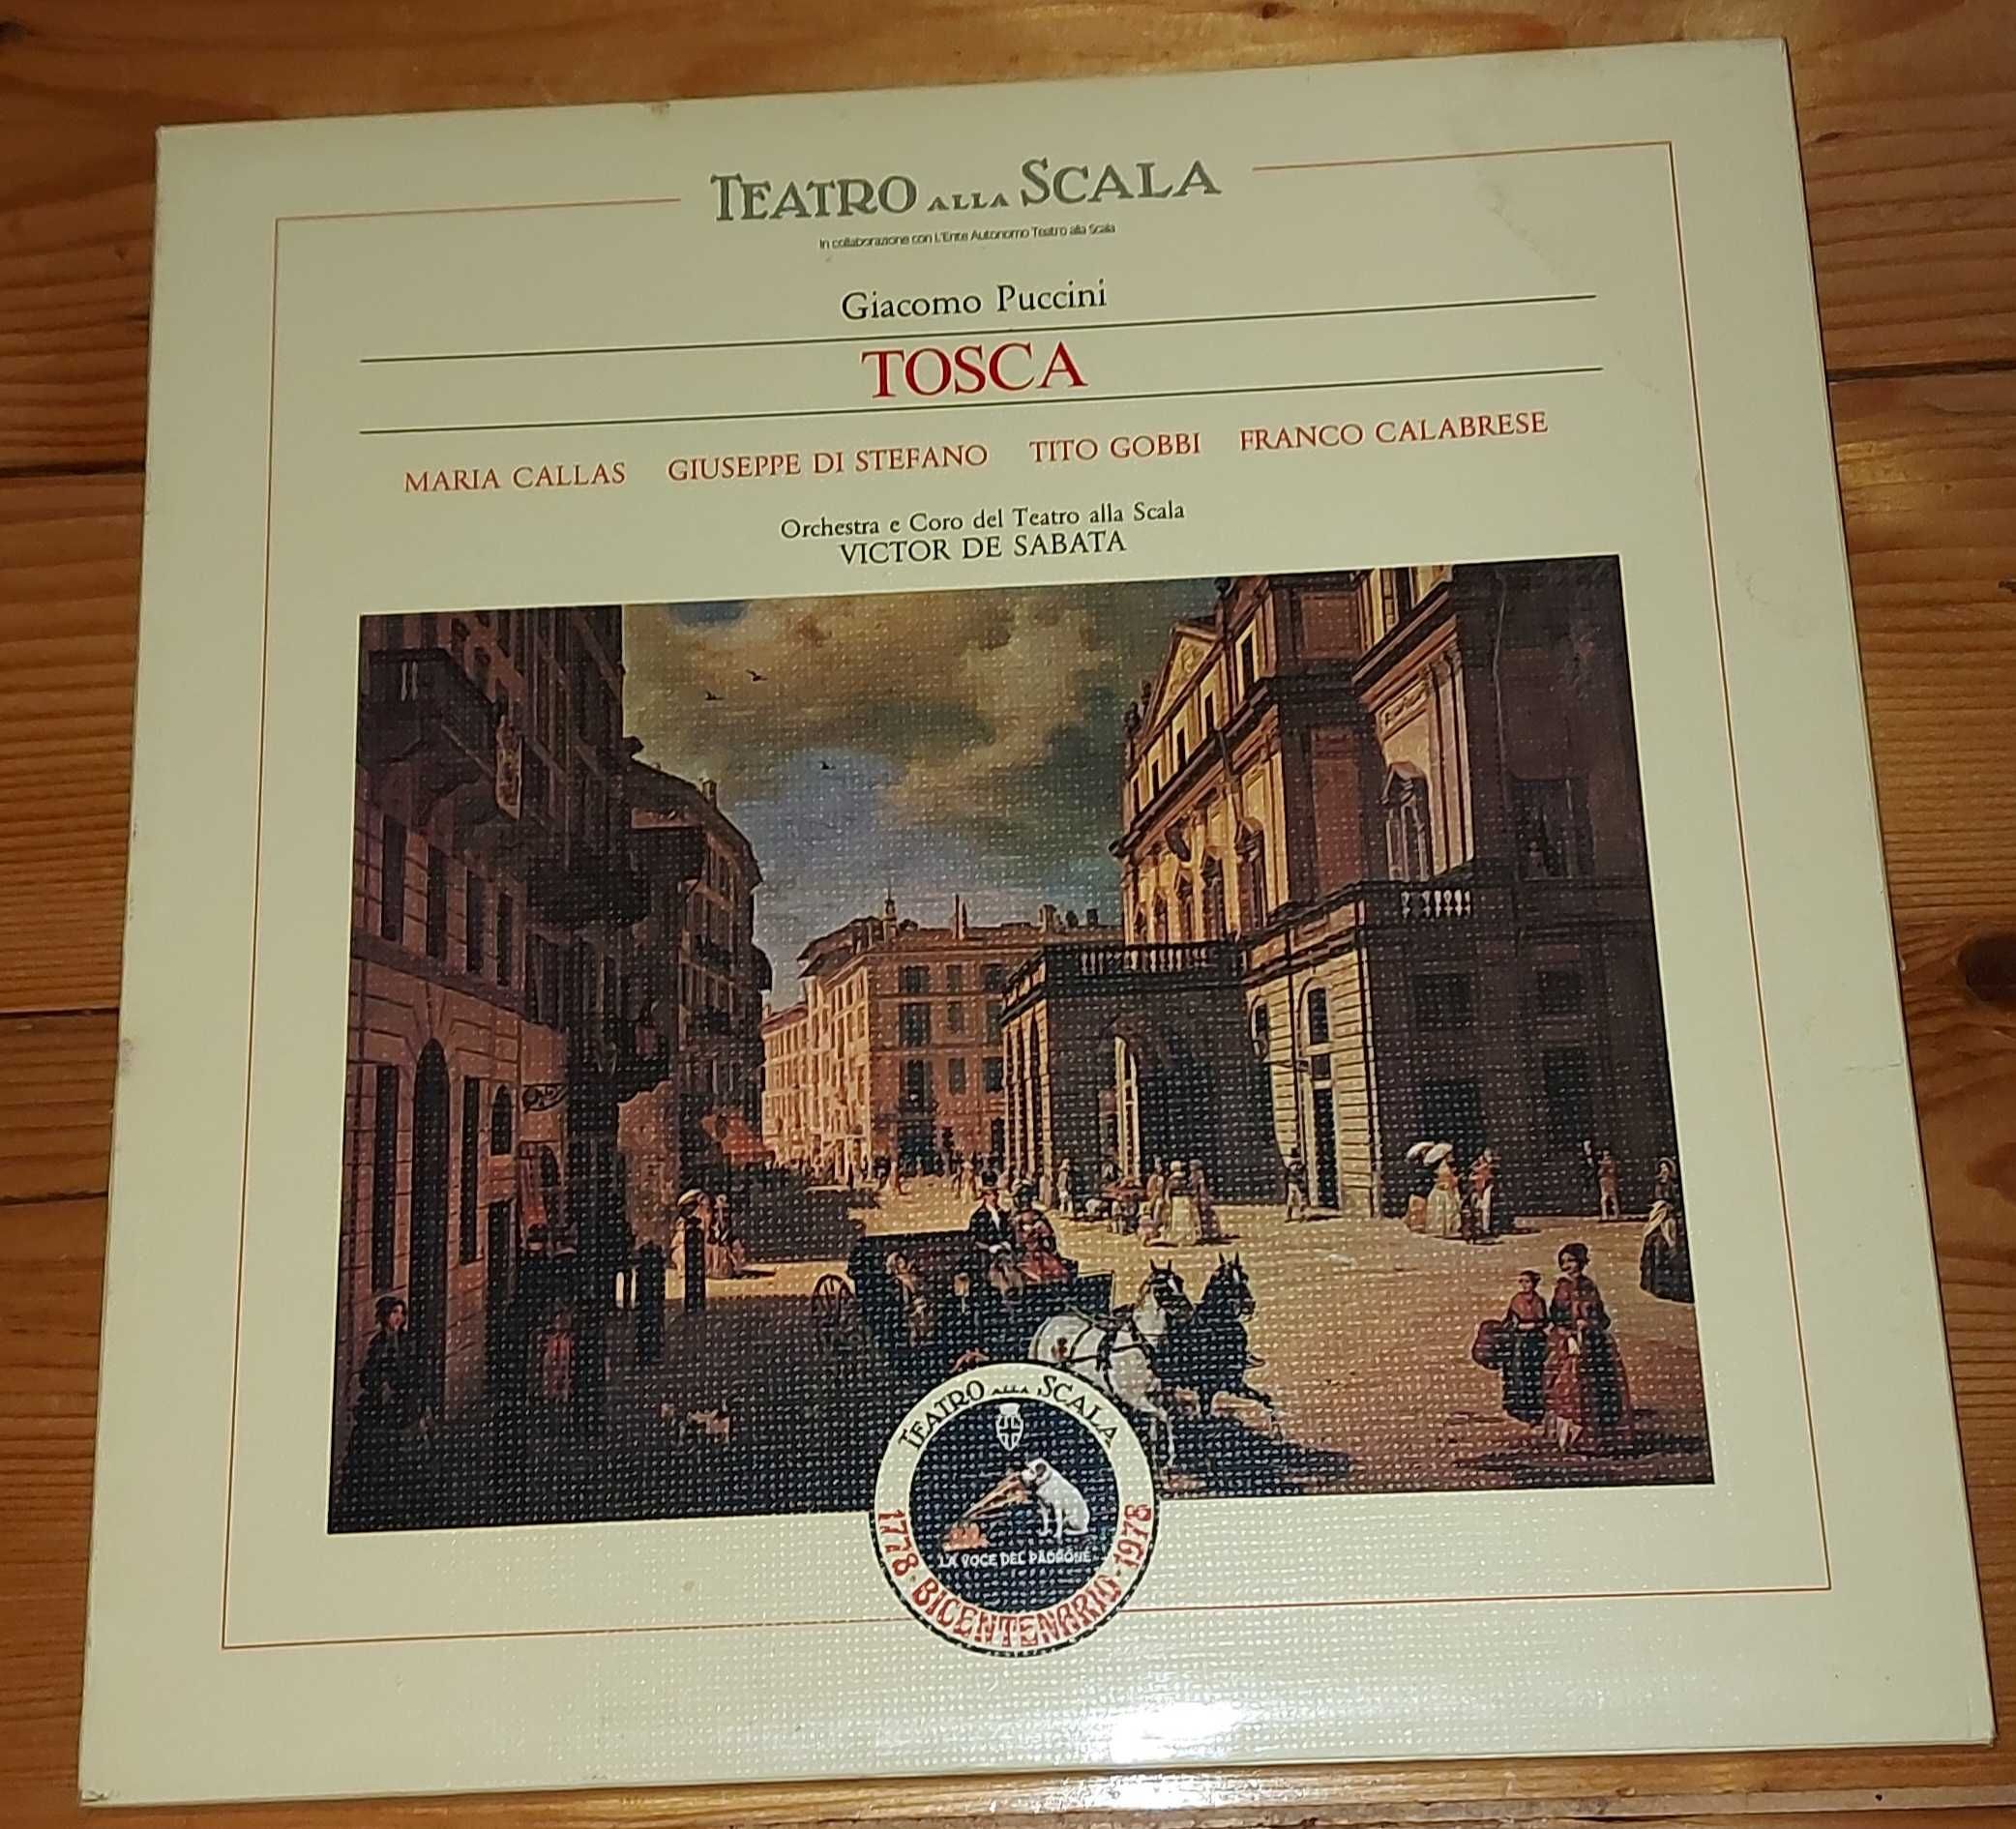 TEATRO ALLA SCALA
In collaborazione con L'Ente Autonomo Teatro alla Scala
Giacomo Puccini
TOSCA
MARIA CALLAS GIUSEPPE DI STEFANO TITO GOBBI FRANCO CALABRESE
Orchestra e Coro del Teatro alla Scala
VICTOR DE SABATA
TEATRO ALLA SCALA
LA VOCE DEL PADRONE
1778 · BICENTENARIO · 1978